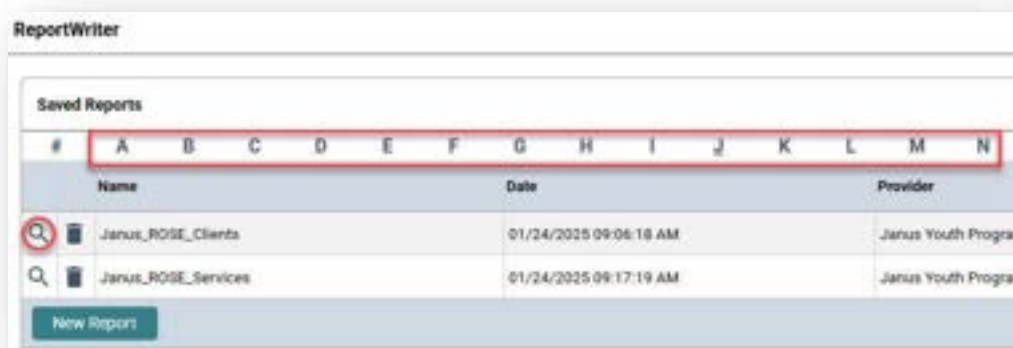 ReportWriter
Saved Reports
# A B C D E F G H I J K L M N
Name Date Provider
Janus_ROSE_Clients 01/24/2025 09:06:18 AM Janus Youth Progra
Janus_ROSE_Services 01/24/2025 09:17:19 AM Janus Youth Progra
New Report